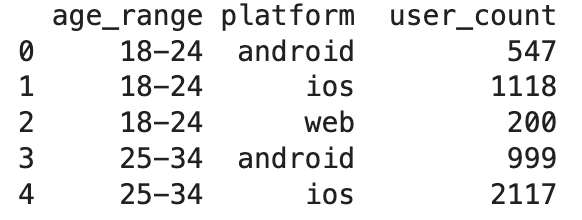 age_range platform user_count
0 18-24 android 547
1 18-24 ios 1118
2 18-24 web 200
3 25-34 android 999
4 25-34 ios 2117